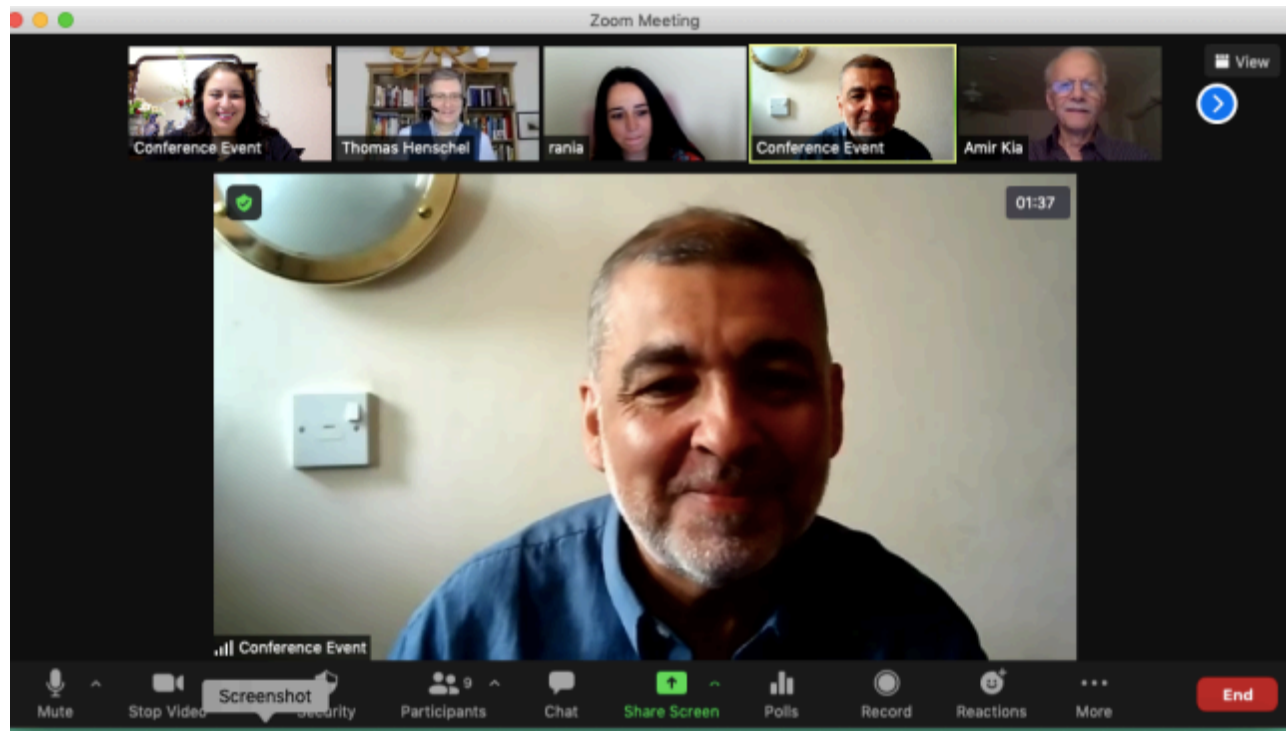 Zoom Meeting
View
Conference Event
Thomas Henschel
rania
Conference Event
Amir Kia
01:37
Conference Event
Mute
Stop Video
Screenshot
Security
Participants
9
Chat
Share Screen
Polls
Record
Reactions
More
End